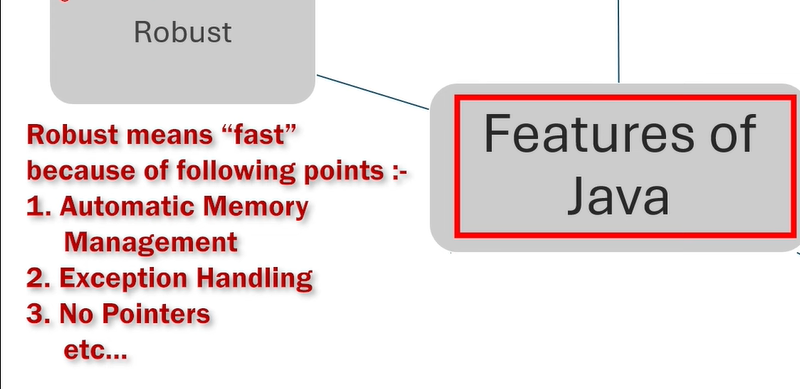 Robust
Robust means “fast”
because of following points :-
1. Automatic Memory
Management
2. Exception Handling
3. No Pointers
etc...
Features of
Java